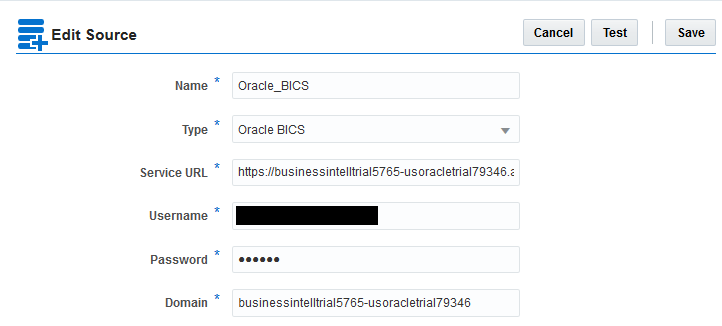 Edit Source
Cancel
Test
Save
Name *
Oracle_BICS
Type *
Oracle BICS
Service URL *
https://businessintelltrial5765-usoracletrial79346.a
Username *
Password *
••••••
Domain *
businessintelltrial5765-usoracletrial79346